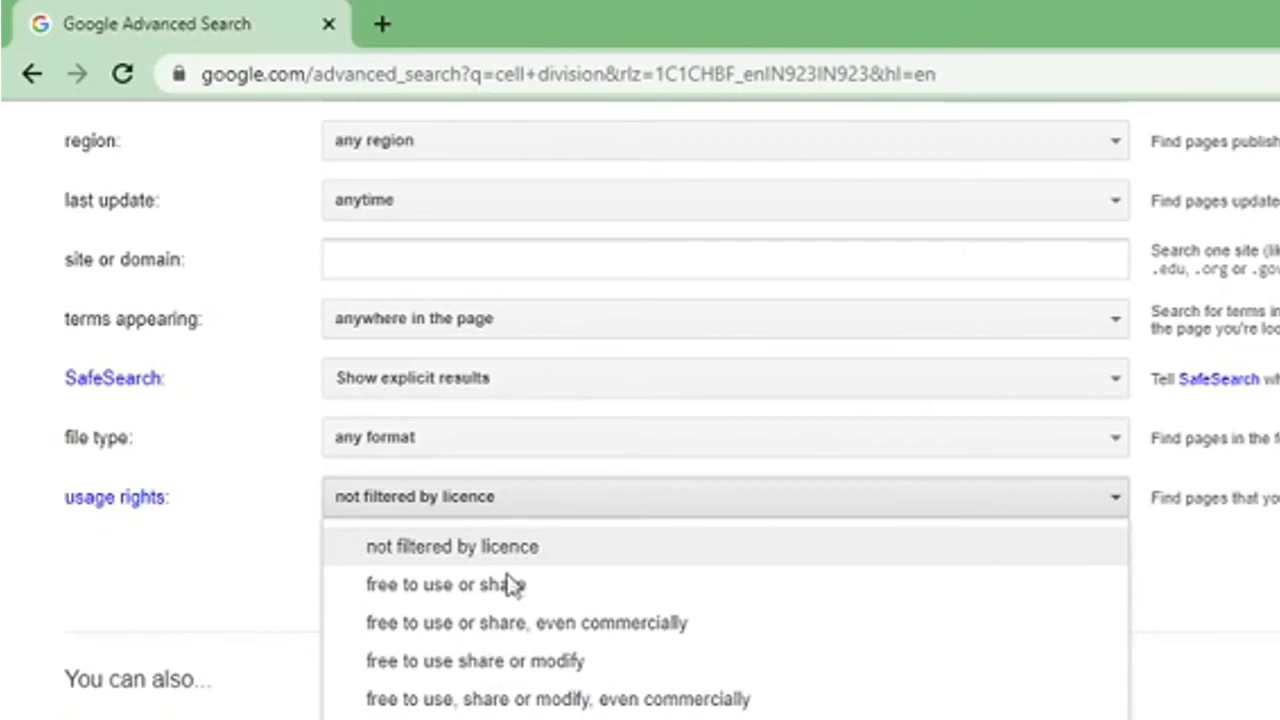 Google Advanced Search
google.com/advanced_search?q=cell+division&rlz=1C1CHBF_enIN923IN923&hl=en
region: any region Find pages publish
last update: anytime Find pages update
site or domain: Search one site (li
.edu, .org or .gov
terms appearing: anywhere in the page Search for terms in
the page you're loo
SafeSearch: Show explicit results Tell SafeSearch wh
file type: any format Find pages in the f
usage rights: not filtered by licence Find pages that yo
not filtered by licence
free to use or share
free to use or share, even commercially
free to use share or modify
free to use, share or modify, even commercially
You can also...